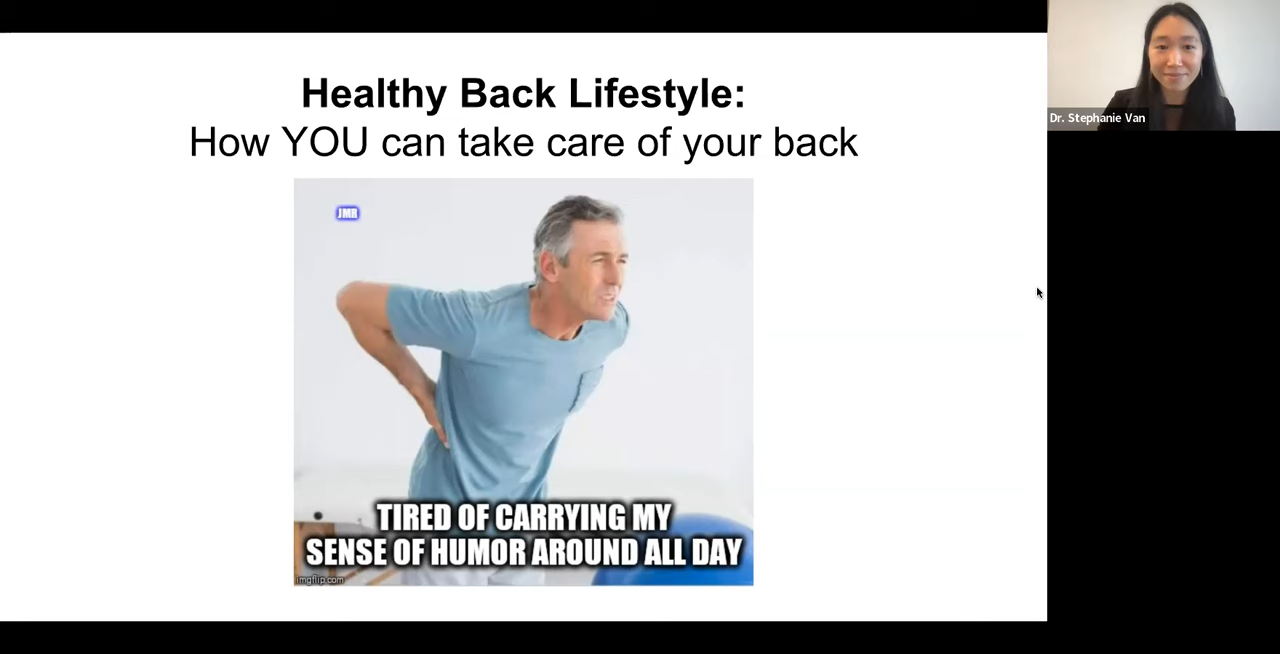 Healthy Back Lifestyle:
How YOU can take care of your back
JMR
TIRED OF CARRYING MY
SENSE OF HUMOR AROUND ALL DAY
imgflip.com
Dr. Stephanie Van